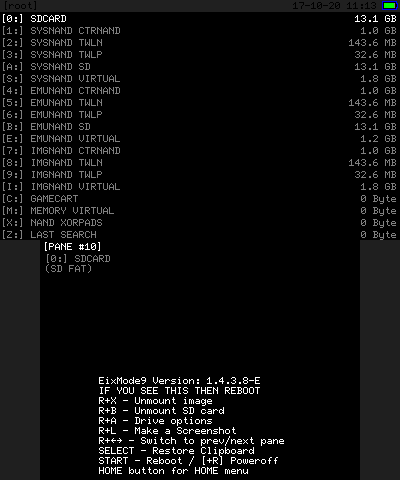 [root] 17-10-20 11:13
[0:] SDCARD 13.1 GB
[1:] SYSNAND CTRNAND 1.0 GB
[2:] SYSNAND TWLN 143.6 MB
[3:] SYSNAND TWLP 32.6 MB
[A:] SYSNAND SD 13.1 GB
[S:] SYSNAND VIRTUAL 1.8 GB
[4:] EMUNAND CTRNAND 1.0 GB
[5:] EMUNAND TWLN 143.6 MB
[6:] EMUNAND TWLP 32.6 MB
[B:] EMUNAND SD 13.1 GB
[E:] EMUNAND VIRTUAL 1.2 GB
[7:] IMGNAND CTRNAND 1.0 GB
[8:] IMGNAND TWLN 143.6 MB
[9:] IMGNAND TWLP 32.6 MB
[I:] IMGNAND VIRTUAL 1.8 GB
[C:] GAMECART 0 Byte
[M:] MEMORY VIRTUAL 0 Byte
[X:] NAND XORPADS 0 Byte
[Z:] LAST SEARCH 0 Byte
[PANE #10]
[0:] SDCARD
(SD FAT)
EixMode9 Version: 1.4.3.8-E
IF YOU SEE THIS THEN REBOOT
R+X - Unmount image
R+B - Unmount SD card
R+A - Drive options
R+L - Make a Screenshot
R+←→ - Switch to prev/next pane
SELECT - Restore Clipboard
START - Reboot / [+R] Poweroff
HOME button for HOME menu